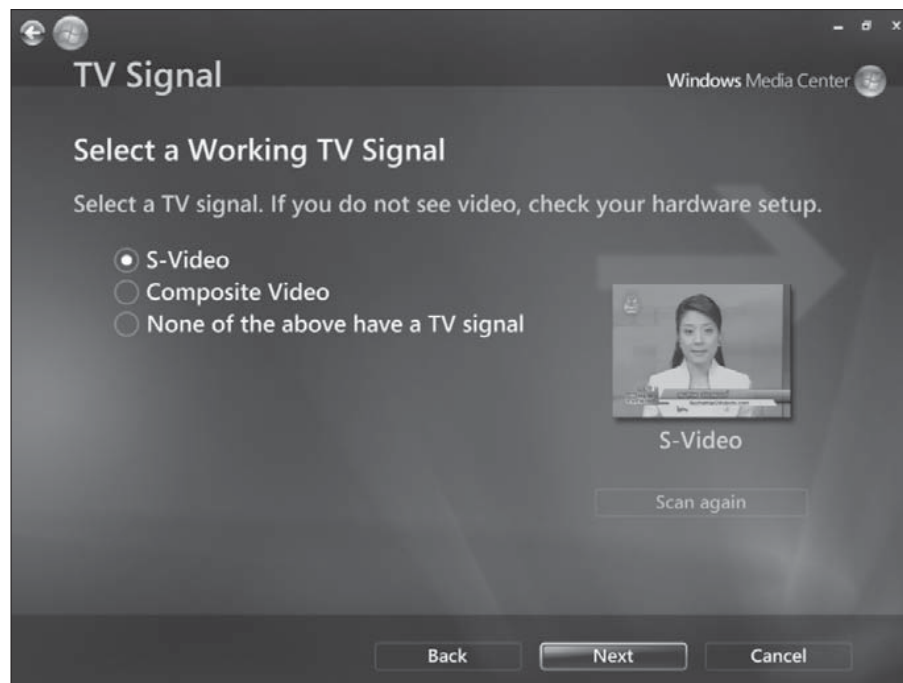 TV Signal
Windows Media Center
Select a Working TV Signal
Select a TV signal. If you do not see video, check your hardware setup.
S-Video
Composite Video
None of the above have a TV signal
S-Video
Scan again
Back
Next
Cancel